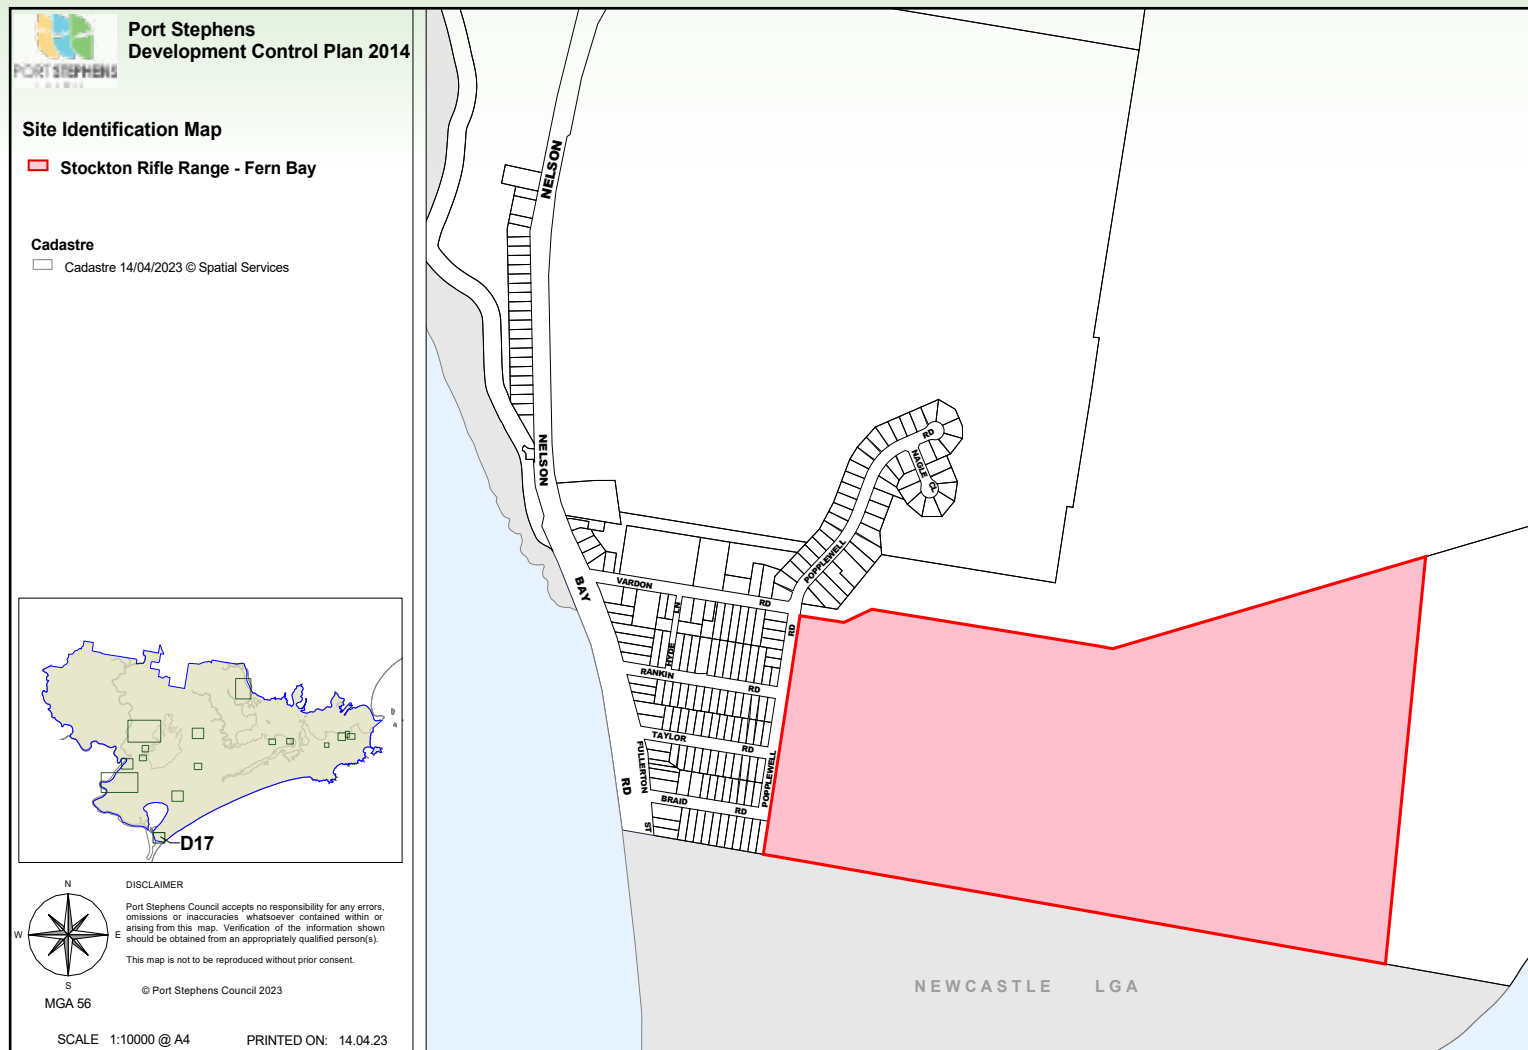 Port Stephens
Development Control Plan 2014
PORT STEPHENS
Site Identification Map
Stockton Rifle Range - Fern Bay
Cadastre
Cadastre 14/04/2023 © Spatial Services
D17
N
W
E
S
MGA 56
DISCLAIMER
Port Stephens Council accepts no responsibility for any errors,
omissions or inaccuracies whatsoever contained within or
arising from this map. Verification of the information shown
should be obtained from an appropriately qualified person(s).
This map is not to be reproduced without prior consent.
© Port Stephens Council 2023
SCALE 1:10000 @ A4
PRINTED ON: 14.04.23
NELSON
NELSON
BAY
RD
VARDON
RD
HYDE
LN
RANKIN
RD
TAYLOR
RD
FULLERTON
ST
BRAID
RD
POPPLEWELL
RD
POPPLEWELL
RD
NAGLE CL
NEWCASTLE LGA